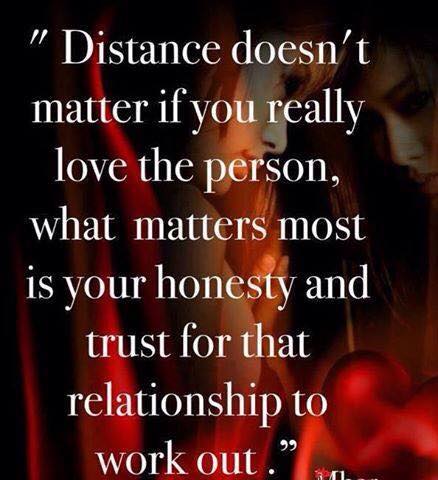 " Distance doesn't
matter if you really
love the person,
what matters most
is your honesty and
trust for that
relationship to
work out .”